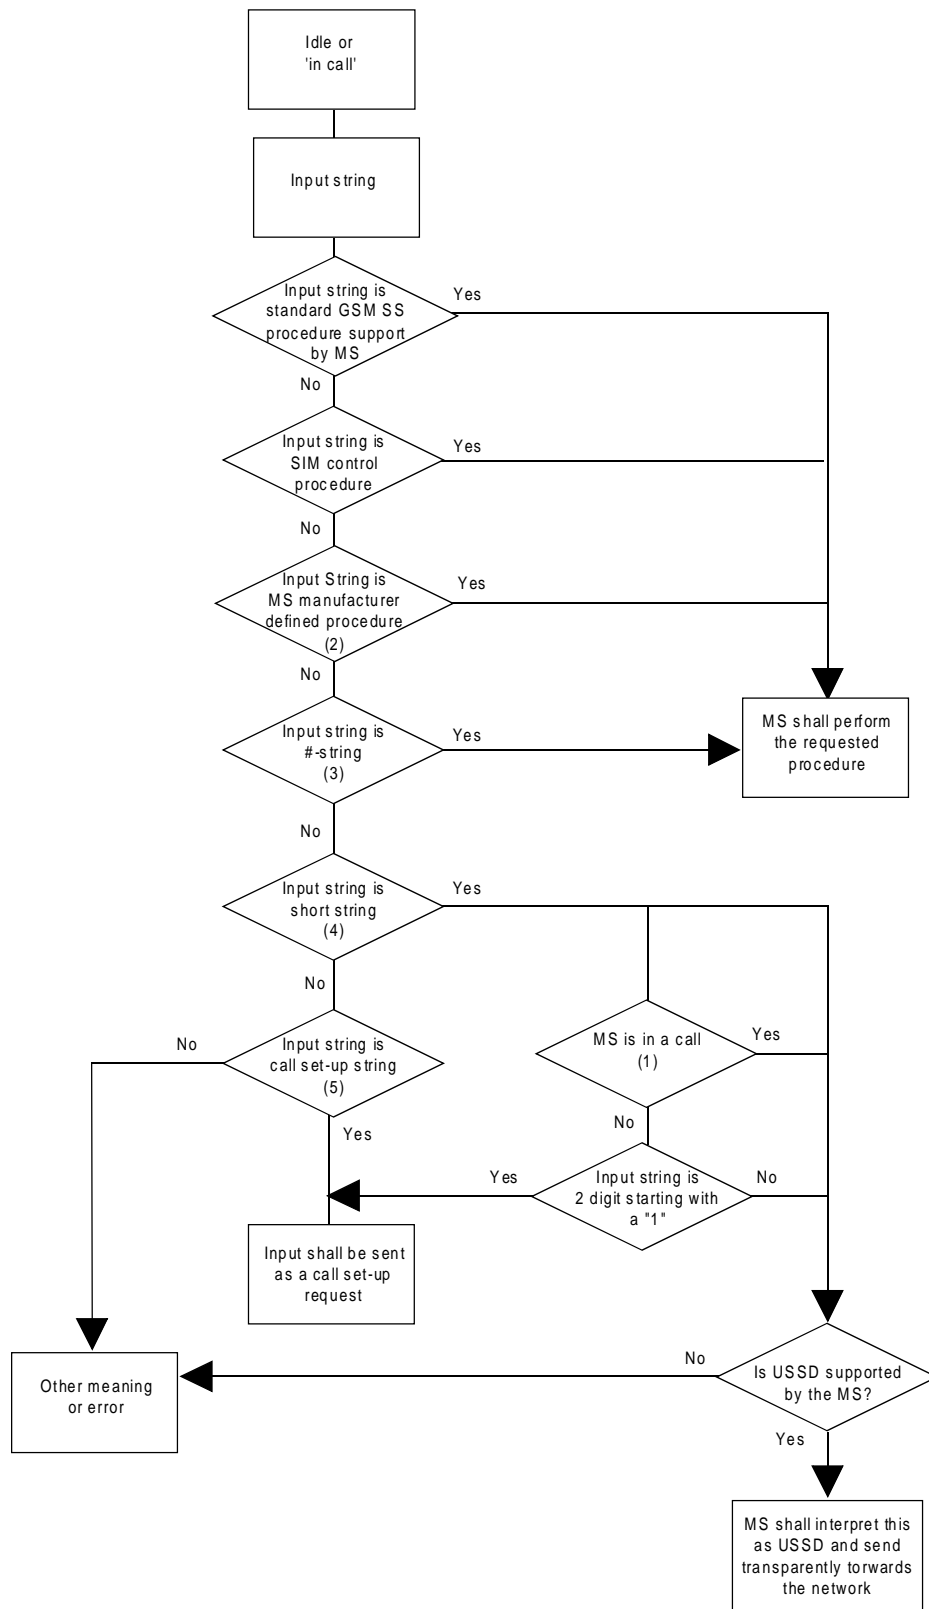 Idle or
'in call'
Input string
Input string is
standard GSM SS
procedure support
by MS
Yes
No
Input string is
SIM control
procedure
Yes
No
Input String is
MS manufacturer
defined procedure
(2)
Yes
No
Input string is
#-string
(3)
Yes
MS shall perform
the requested
procedure
No
Input string is
short string
(4)
Yes
No
Input string is
call set-up string
(5)
No
Yes
MS is in a call
(1)
Yes
No
Input string is
2 digit starting with
a "1"
Yes
No
Input shall be sent
as a call set-up
request
Other meaning
or error
No
Is USSD supported
by the MS?
Yes
MS shall interpret this
as USSD and send
transparently torwards
the network